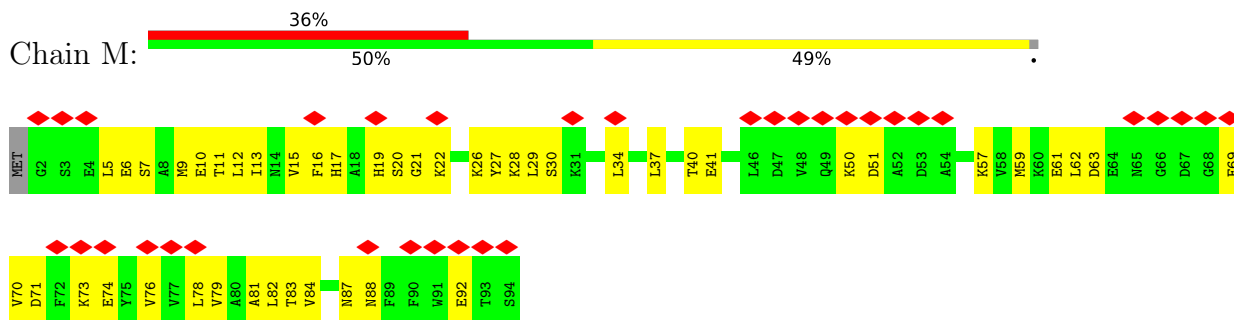 36%
Chain M:
50% 49% •
MET G2 S3 E4 L5 E6 S7 A8 M9 E10 T11 L12 I13 N14 V15 F16 H17 A18 H19 S20 G21 K22 K26 Y27 K28 L29 S30 K31 L34 L37 T40 E41 L46 D47 V48 Q49 K50 D51 A52 D53 A54 K57 V58 M59 K60 E61 L62 D63 E64 N65 G66 D67 G68 E69
V70 D71 F72 K73 E74 Y75 V76 V77 L78 V79 A80 A81 L82 T83 V84 N87 N88 F89 F90 W91 E92 T93 S94